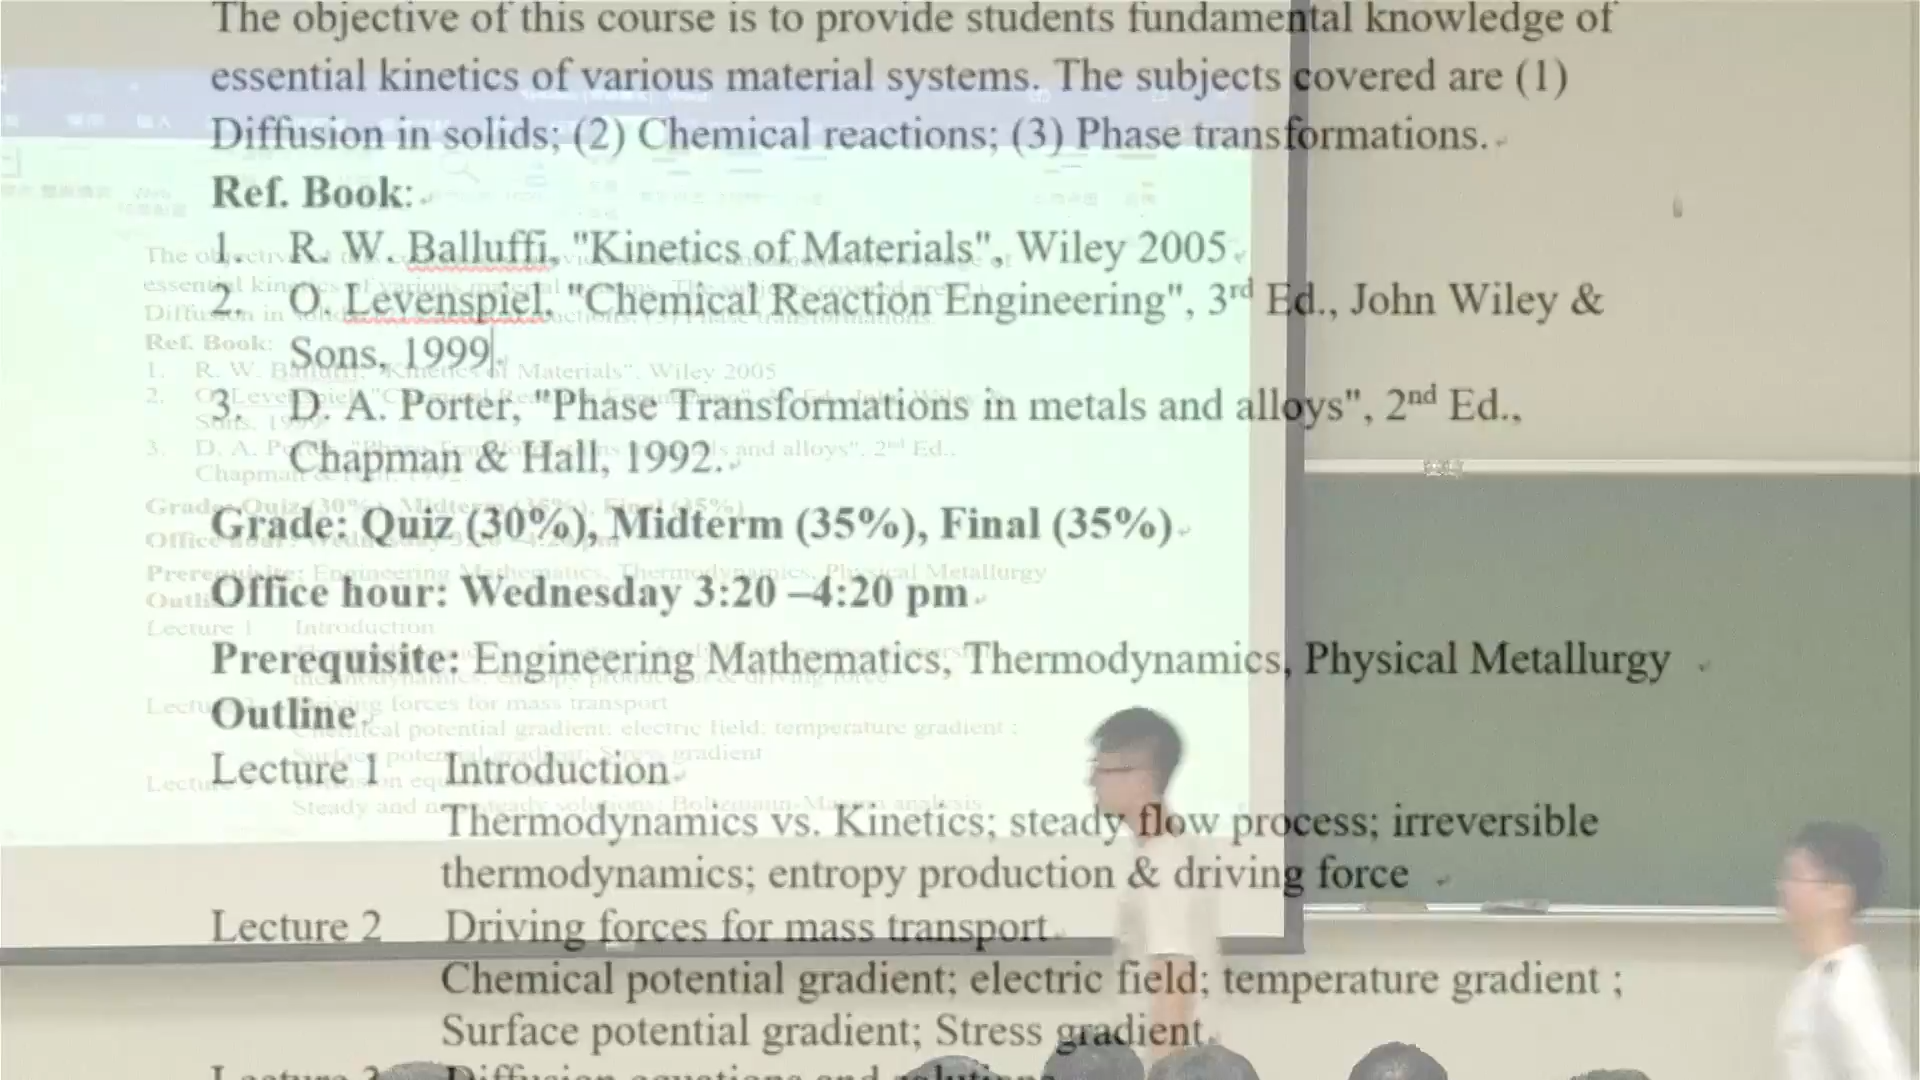 The objective of this course is to provide students fundamental knowledge of
essential kinetics of various material systems. The subjects covered are (1)
Diffusion in solids; (2) Chemical reactions; (3) Phase transformations.
Ref. Book:
1. R. W. Balluffi, "Kinetics of Materials", Wiley 2005
2. O. Levenspiel, "Chemical Reaction Engineering", 3rd Ed., John Wiley &
Sons, 1999
3. D. A. Porter, "Phase Transformations in metals and alloys", 2nd Ed.,
Chapman & Hall, 1992.
Grade: Quiz (30%), Midterm (35%), Final (35%)
Office hour: Wednesday 3:20 –4:20 pm
Prerequisite: Engineering Mathematics, Thermodynamics, Physical Metallurgy
Outline
Lecture 1 Introduction
Thermodynamics vs. Kinetics; steady flow process; irreversible
thermodynamics; entropy production & driving force
Lecture 2 Driving forces for mass transport
Chemical potential gradient; electric field; temperature gradient ;
Surface potential gradient; Stress gradient
Lecture 3 Diffusion equations and solutions